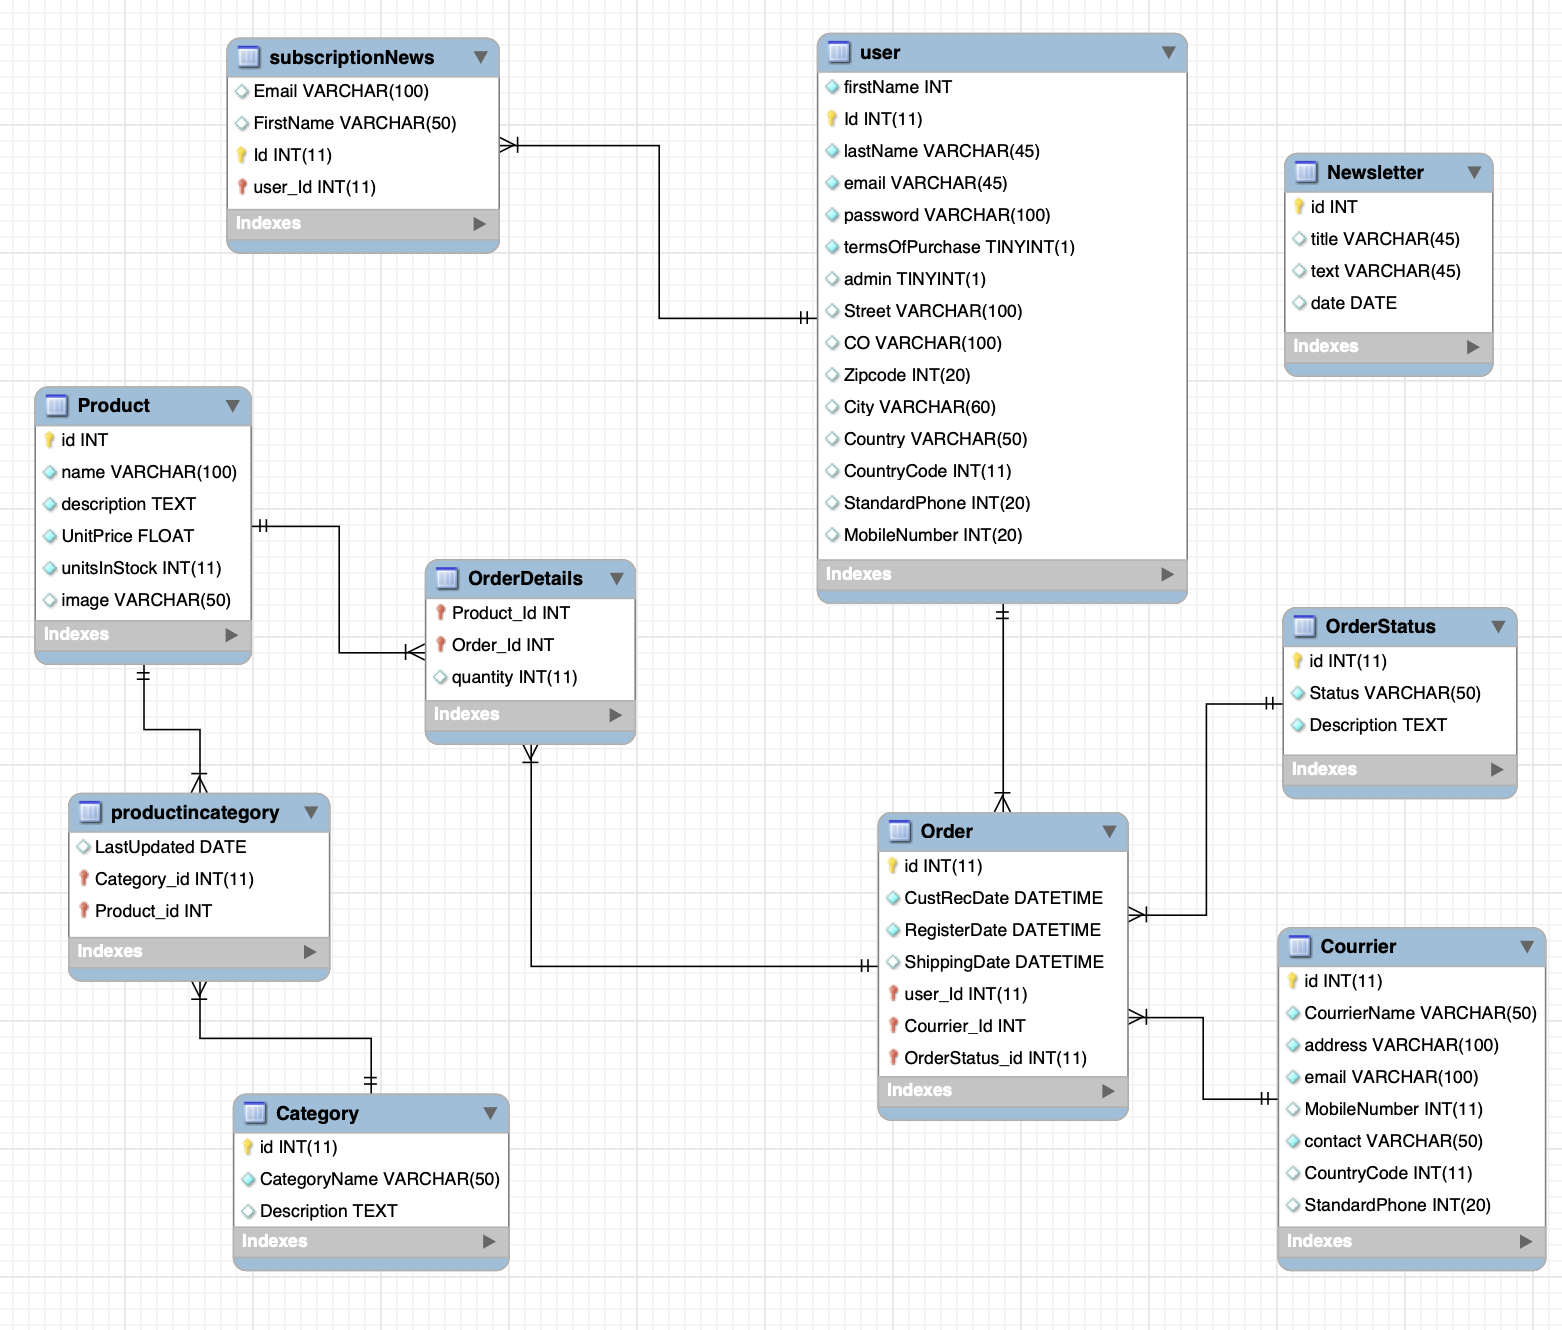 subscriptionNews
Email VARCHAR(100)
FirstName VARCHAR(50)
Id INT(11)
user_Id INT(11)
Indexes
user
firstName INT
Id INT(11)
lastName VARCHAR(45)
email VARCHAR(45)
password VARCHAR(100)
termsOfPurchase TINYINT(1)
admin TINYINT(1)
Street VARCHAR(100)
CO VARCHAR(100)
Zipcode INT(20)
City VARCHAR(60)
Country VARCHAR(50)
CountryCode INT(11)
StandardPhone INT(20)
MobileNumber INT(20)
Indexes
Newsletter
id INT
title VARCHAR(45)
text VARCHAR(45)
date DATE
Indexes
Product
id INT
name VARCHAR(100)
description TEXT
UnitPrice FLOAT
unitsInStock INT(11)
image VARCHAR(50)
Indexes
OrderDetails
Product_Id INT
Order_Id INT
quantity INT(11)
Indexes
OrderStatus
id INT(11)
Status VARCHAR(50)
Description TEXT
Indexes
productincategory
LastUpdated DATE
Category_id INT(11)
Product_id INT
Indexes
Order
id INT(11)
CustRecDate DATETIME
RegisterDate DATETIME
ShippingDate DATETIME
user_Id INT(11)
Courrier_Id INT
OrderStatus_id INT(11)
Indexes
Courrier
id INT(11)
CourrierName VARCHAR(50)
address VARCHAR(100)
email VARCHAR(100)
MobileNumber INT(11)
contact VARCHAR(50)
CountryCode INT(11)
StandardPhone INT(20)
Indexes
Category
id INT(11)
CategoryName VARCHAR(50)
Description TEXT
Indexes